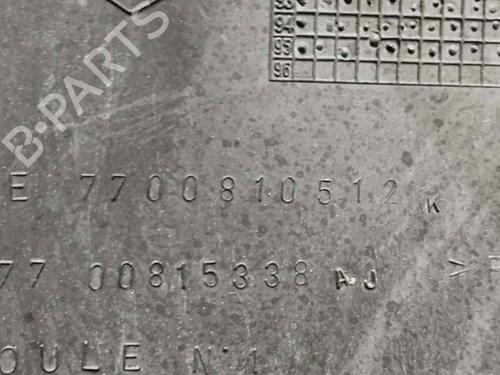 93
94
95
96
B-PARTS
E 7700810512 K
77 00815338 AJ >
OULE N°1